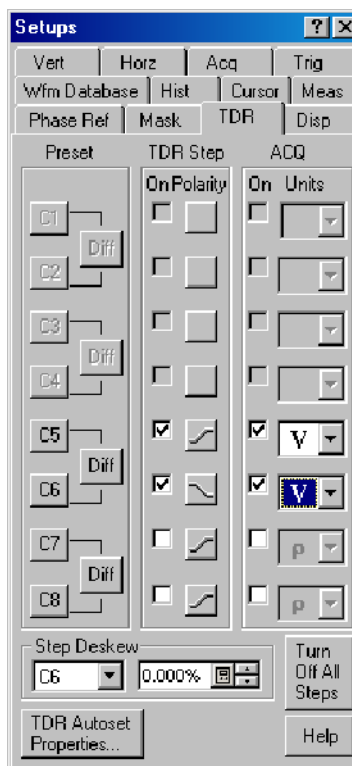 Setups ? X
Vert Horz Acq Trig
Wfm Database Hist Cursor Meas
Phase Ref Mask TDR Disp
Preset TDR Step ACQ
On Polarity On Units
C1
Diff
C2
C3
Diff
C4
C5 V
Diff
C6 V
C7 ρ
Diff
C8 ρ
Step Deskew
C6 0.000%
Turn
Off All
Steps
TDR Autoset
Properties...
Help